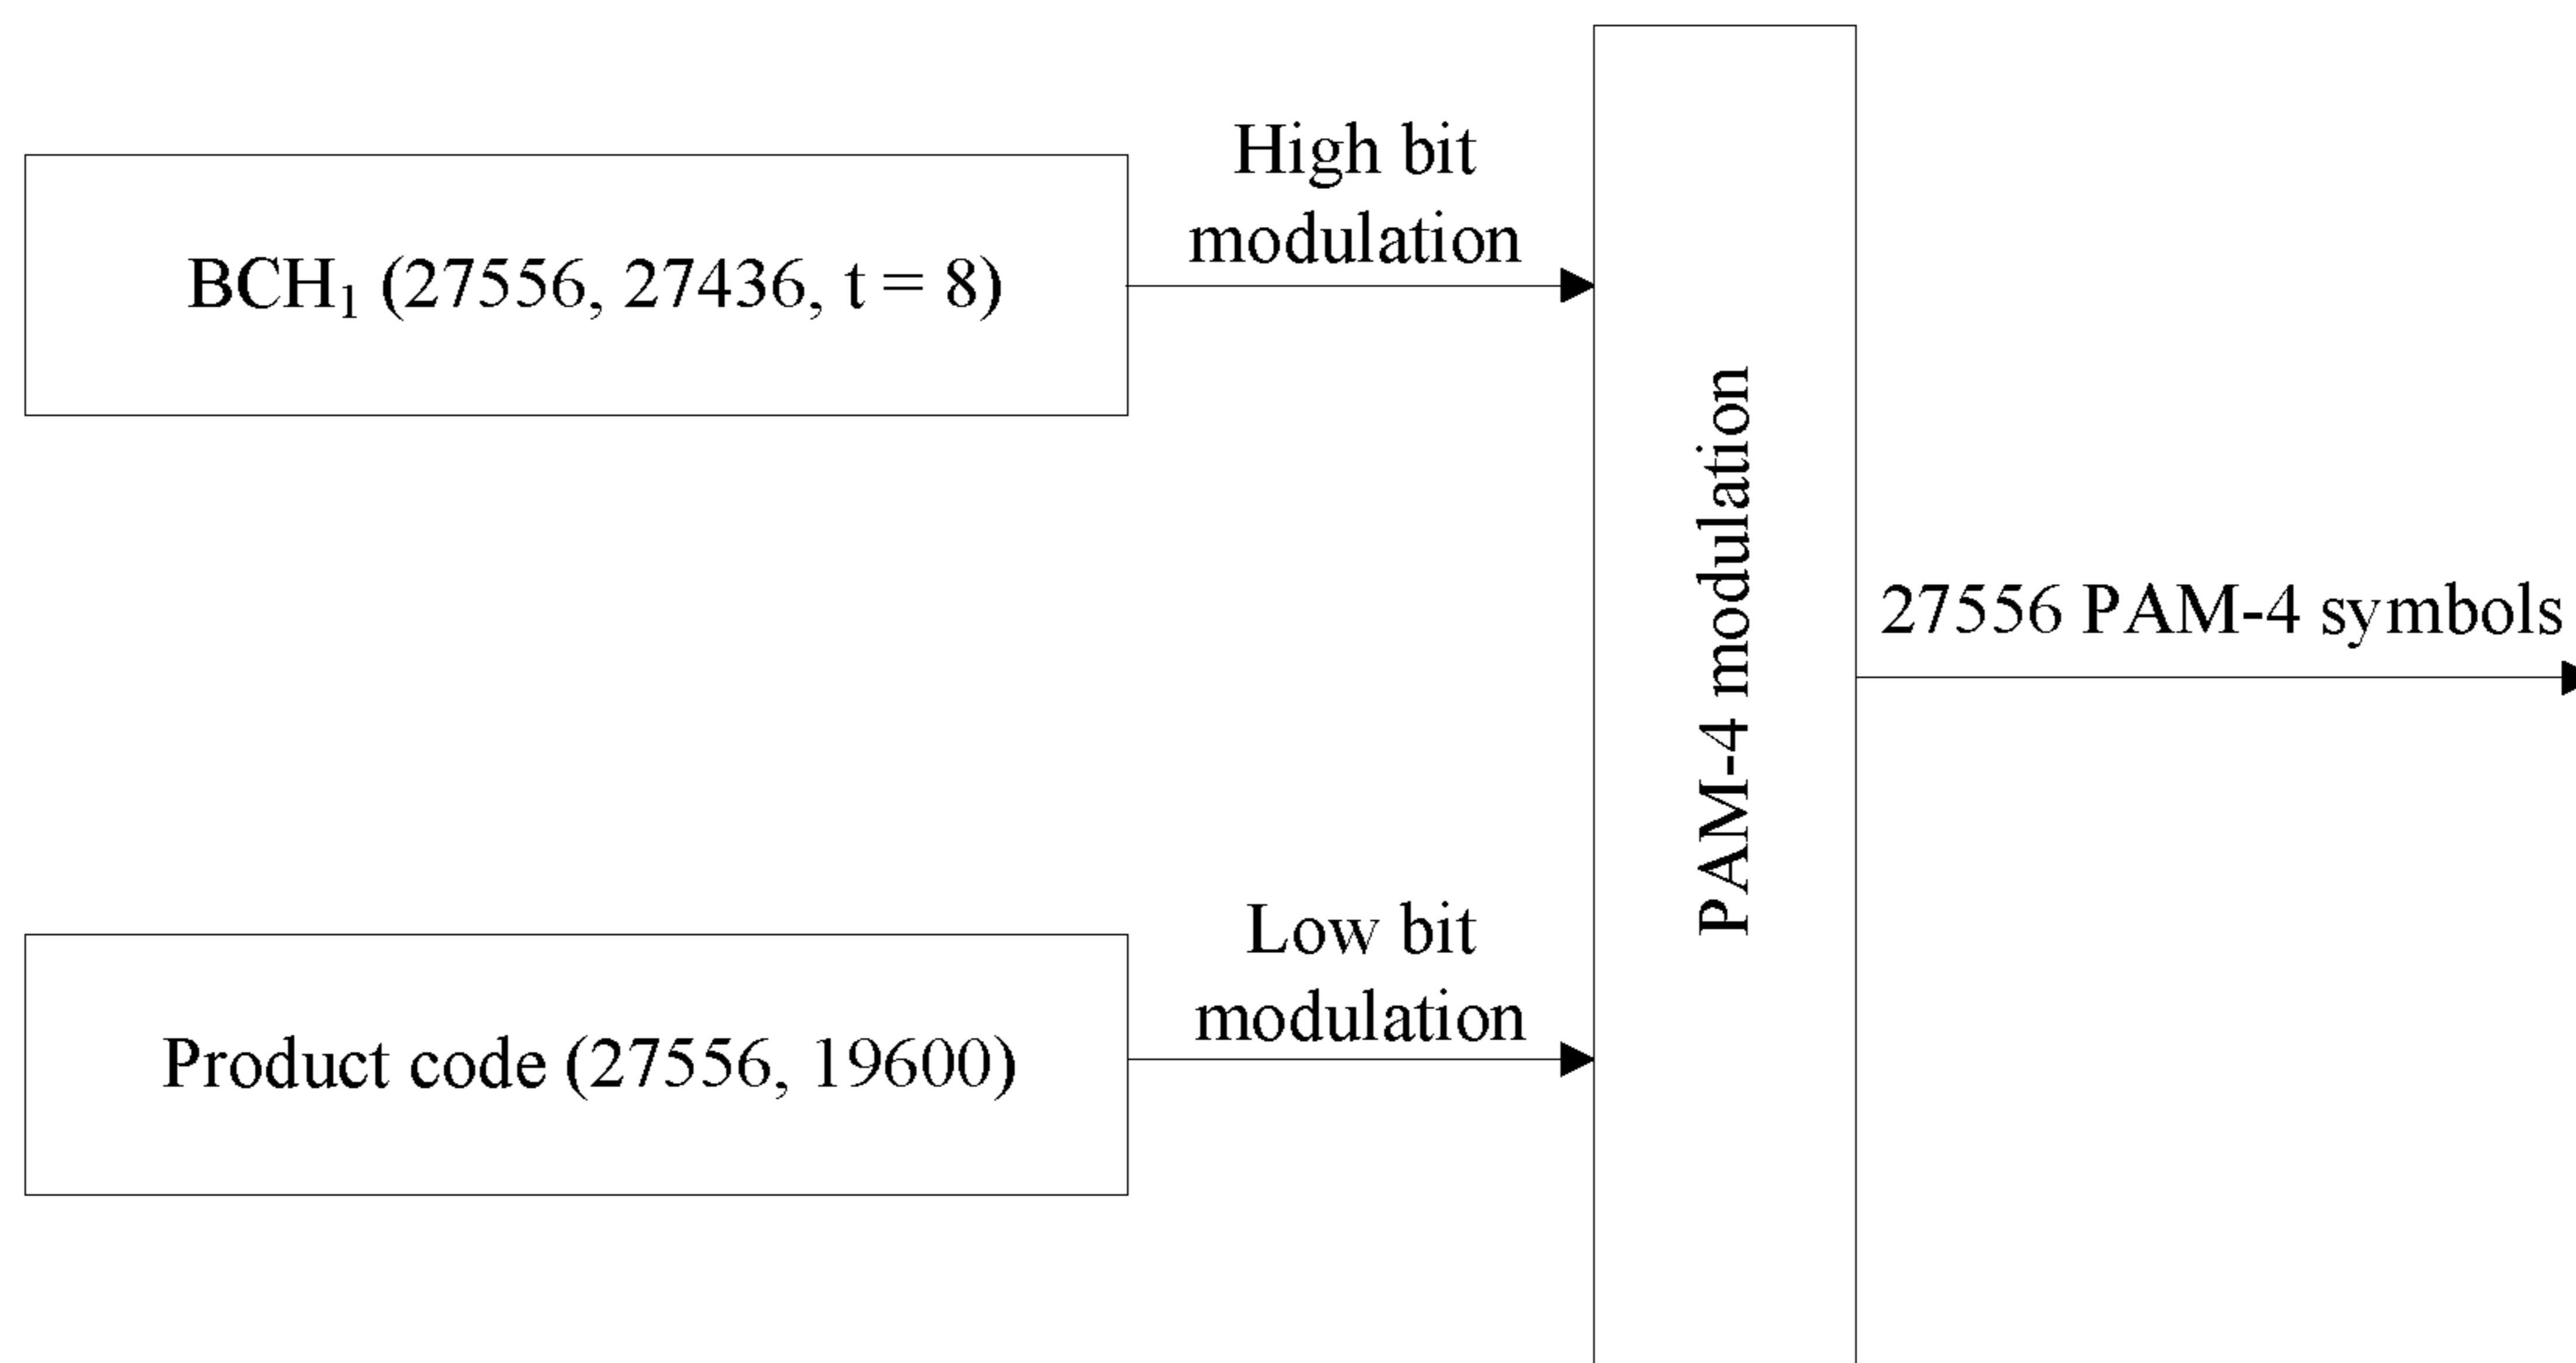 High bit
modulation
BCH₁ (27556, 27436, t = 8)
PAM-4 modulation
27556 PAM-4 symbols
Low bit
modulation
Product code (27556, 19600)